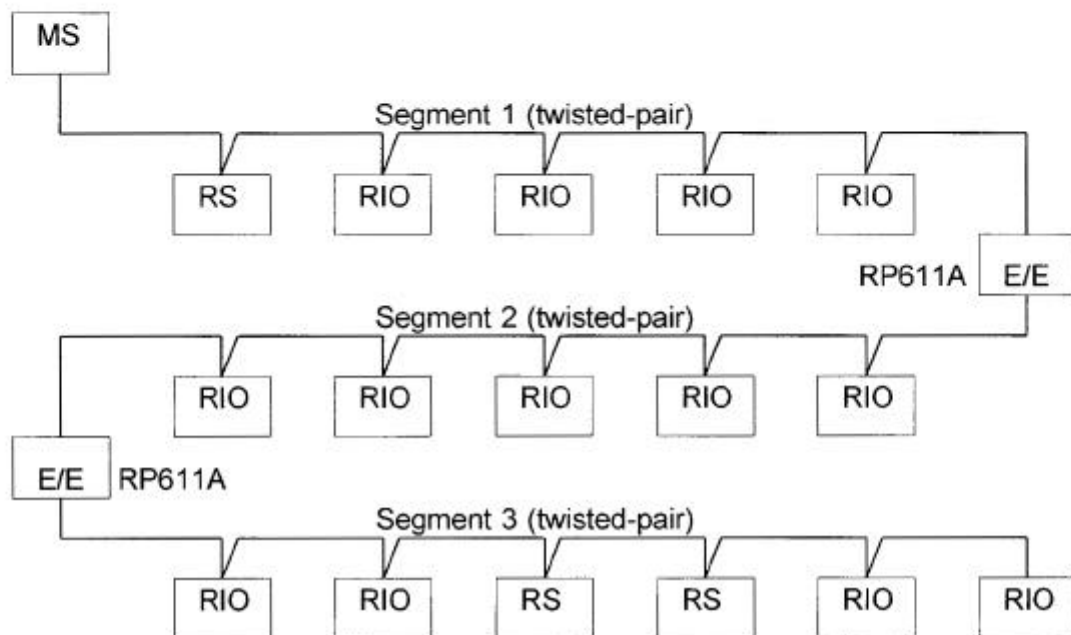 MS
Segment 1 (twisted-pair)
RS RIO RIO RIO RIO
RP611A E/E
Segment 2 (twisted-pair)
RIO RIO RIO RIO RIO
E/E RP611A
Segment 3 (twisted-pair)
RIO RIO RS RS RIO RIO